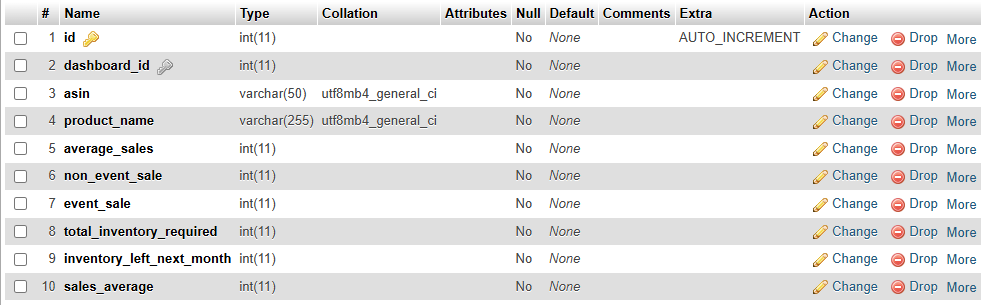 # Name Type Collation Attributes Null Default Comments Extra Action
1 id int(11) No None AUTO_INCREMENT Change Drop More
2 dashboard_id int(11) No None Change Drop More
3 asin varchar(50) utf8mb4_general_ci No None Change Drop More
4 product_name varchar(255) utf8mb4_general_ci No None Change Drop More
5 average_sales int(11) No None Change Drop More
6 non_event_sale int(11) No None Change Drop More
7 event_sale int(11) No None Change Drop More
8 total_inventory_required int(11) No None Change Drop More
9 inventory_left_next_month int(11) No None Change Drop More
10 sales_average int(11) No None Change Drop More